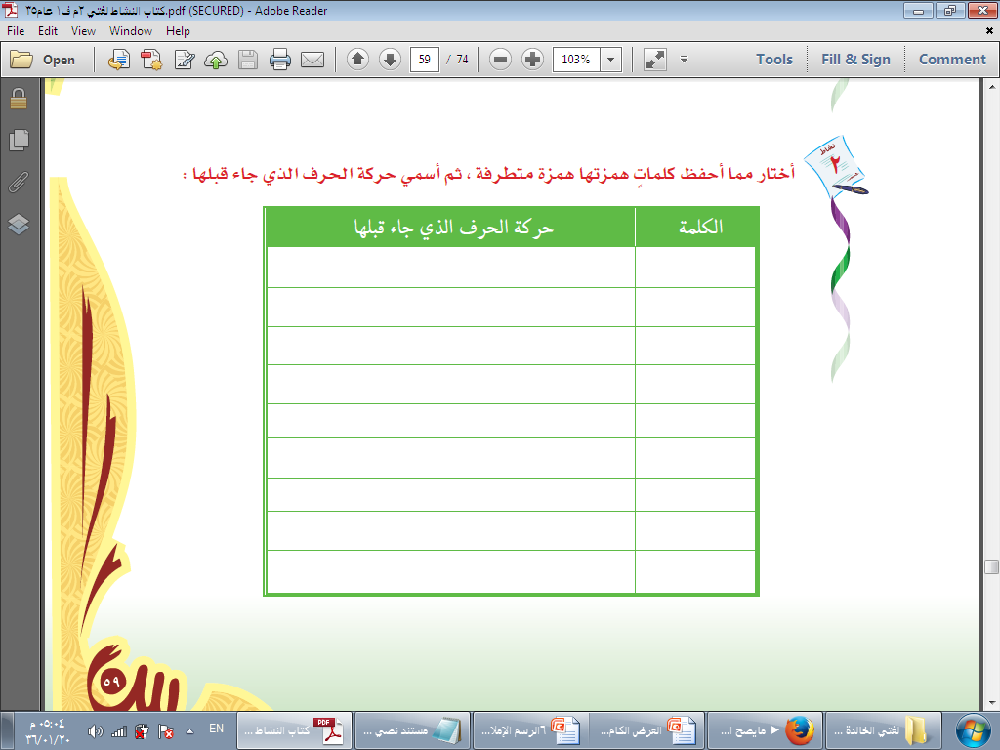 كتاب النشاط لغتي ٢م ف١ عام٣٥.pdf (SECURED) - Adobe Reader
File Edit View Window Help
Open 59 / 74 103% Tools Fill & Sign Comment
نشاط
٢
أختار مما أحفظ كلماتٍ همزتها همزة متطرفة ، ثم أسمي حركة الحرف الذي جاء قبلها :
الكلمة حركة الحرف الذي جاء قبلها
٥٩
لغتي الخالدة ...
مايصح ا...
العرض الكام...
٦الرسم الإملا...
مستند نصي ...
كتاب النشاط...
PDF
EN
٠٥:٠٤ م
٣٦/٠١/٢٠